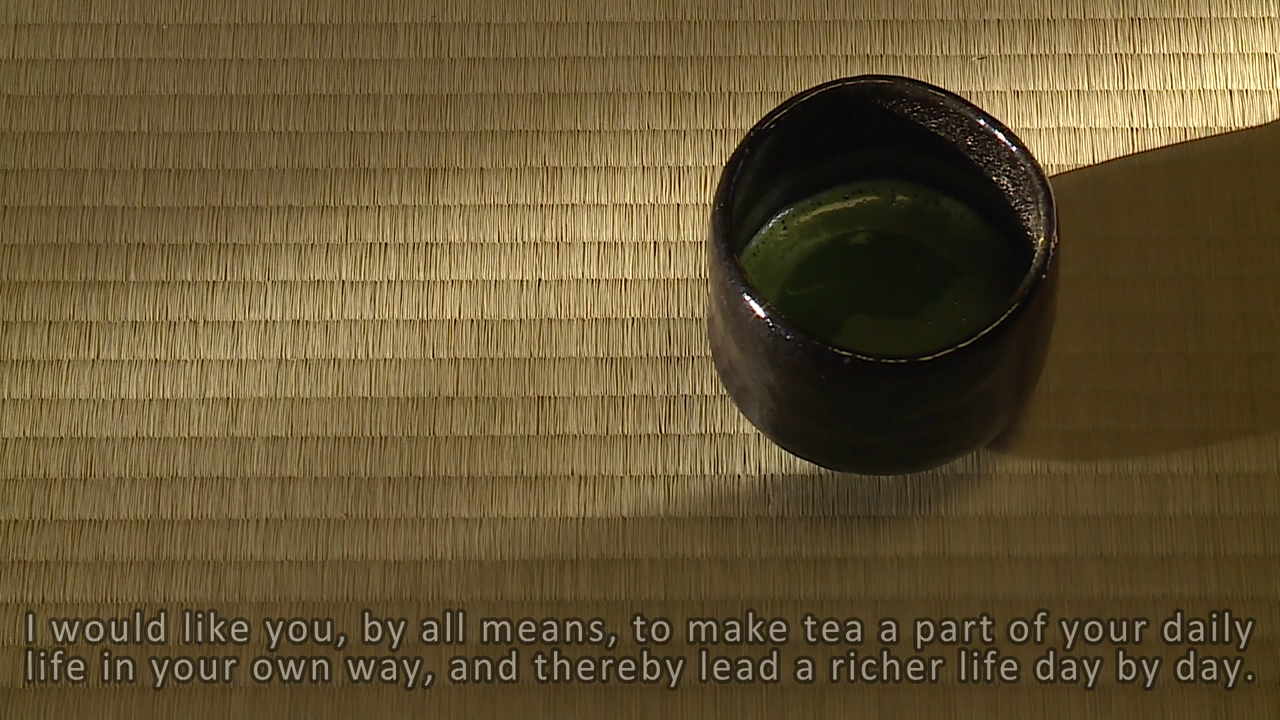 I would like you, by all means, to make tea a part of your daily
life in your own way, and thereby lead a richer life day by day.